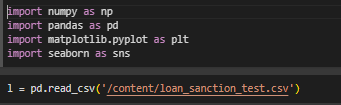 import numpy as np
import pandas as pd
import matplotlib.pyplot as plt
import seaborn as sns
l = pd.read_csv('/content/loan_sanction_test.csv')